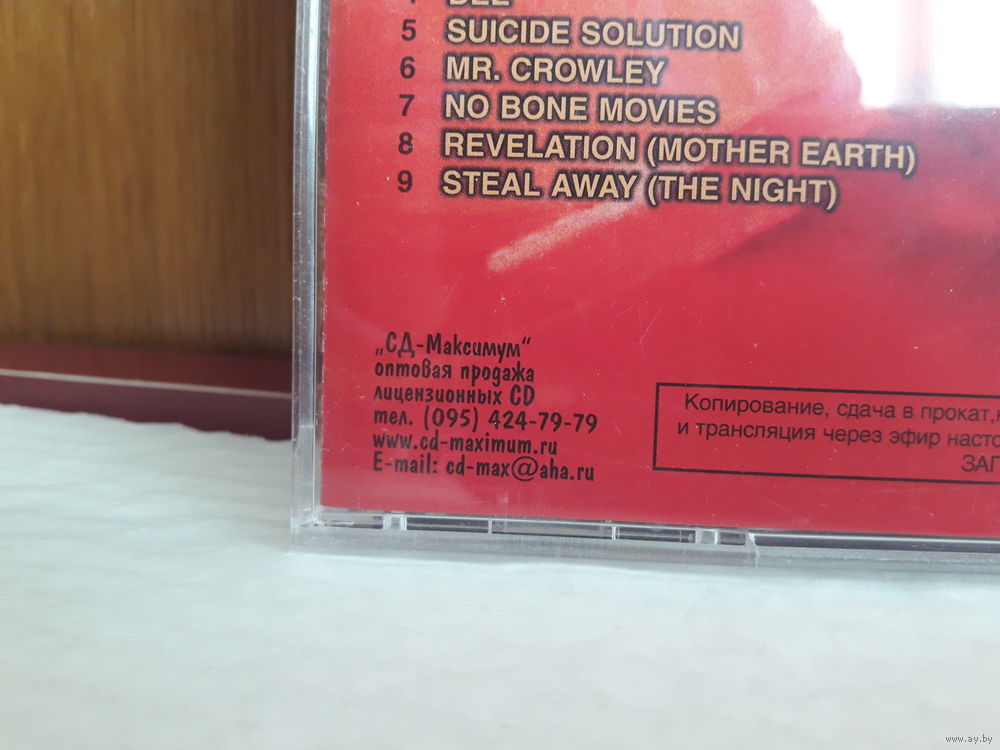 4 DEE
5 SUICIDE SOLUTION
6 MR. CROWLEY
7 NO BONE MOVIES
8 REVELATION (MOTHER EARTH)
9 STEAL AWAY (THE NIGHT)
„СД-Максимум“
оптовая продажа
лицензионных CD
тел. (095) 424-79-79
www.cd-maximum.ru
E-mail: cd-max@aha.ru
Копирование, сдача в прокат,
и трансляция через эфир
www.ay.by